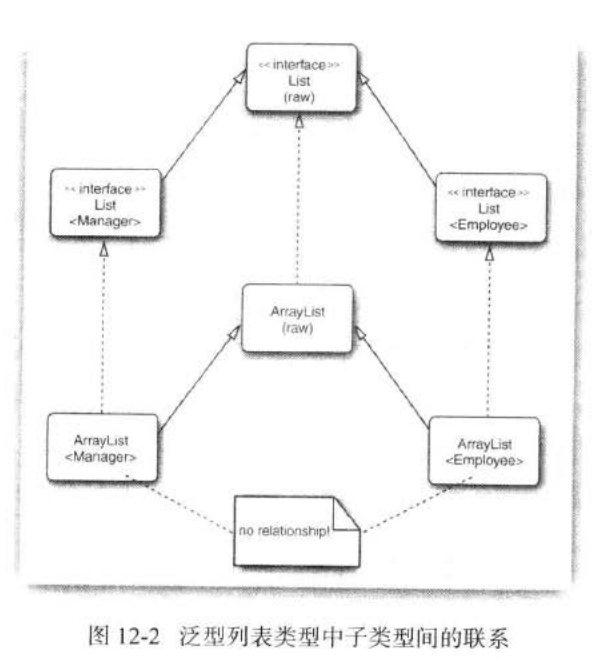 << interface >>
List
(raw)
<< interface >>
List
<Manager>
<< interface >>
List
<Employee>
ArrayList
(raw)
ArrayList
<Manager>
ArrayList
<Employee>
no relationship!
图 12-2 泛型列表类型中子类型间的联系